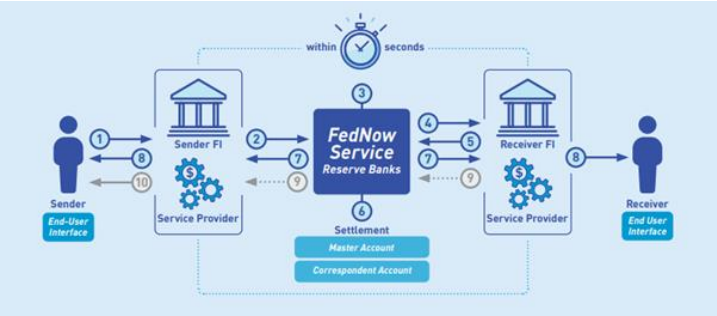 within seconds
3
1
8
10
Sender
End-User
Interface
Sender FI
$
Service Provider
2
7
9
FedNow
Service
Reserve Banks
6
Settlement
Master Account
Correspondent Account
4
5
7
9
Receiver FI
$
Service Provider
8
Receiver
End User
Interface